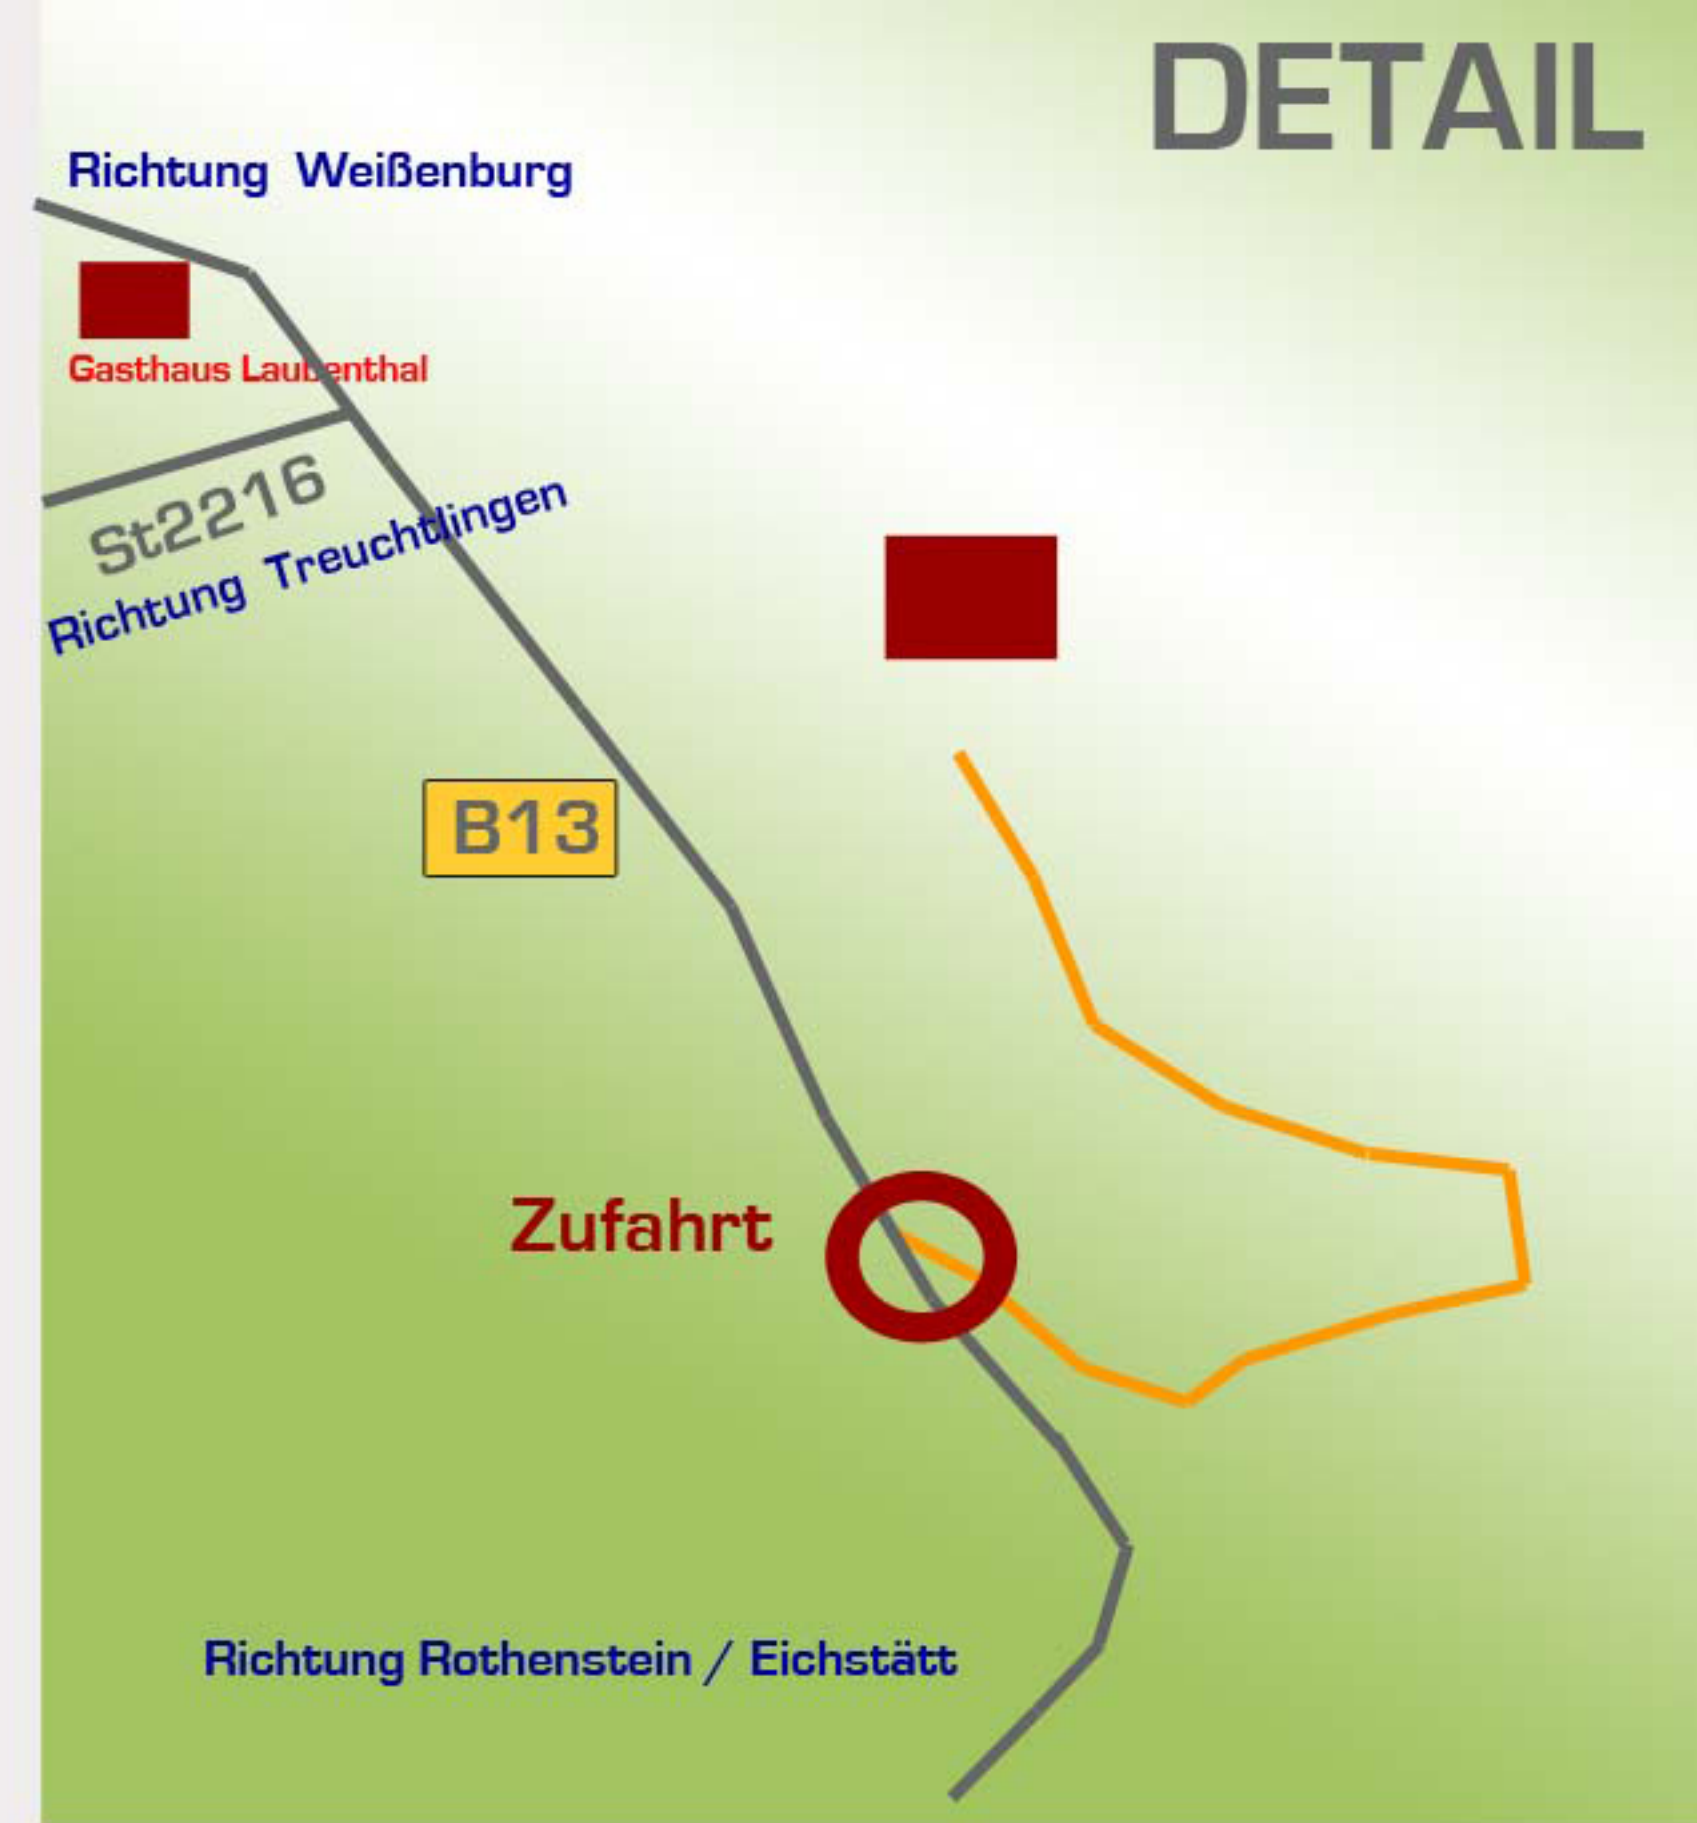 DETAIL
Richtung Weißenburg
Gasthaus Laubenthal
St2216
Richtung Treuchtlingen
B13
Zufahrt
Richtung Rothenstein / Eichstätt